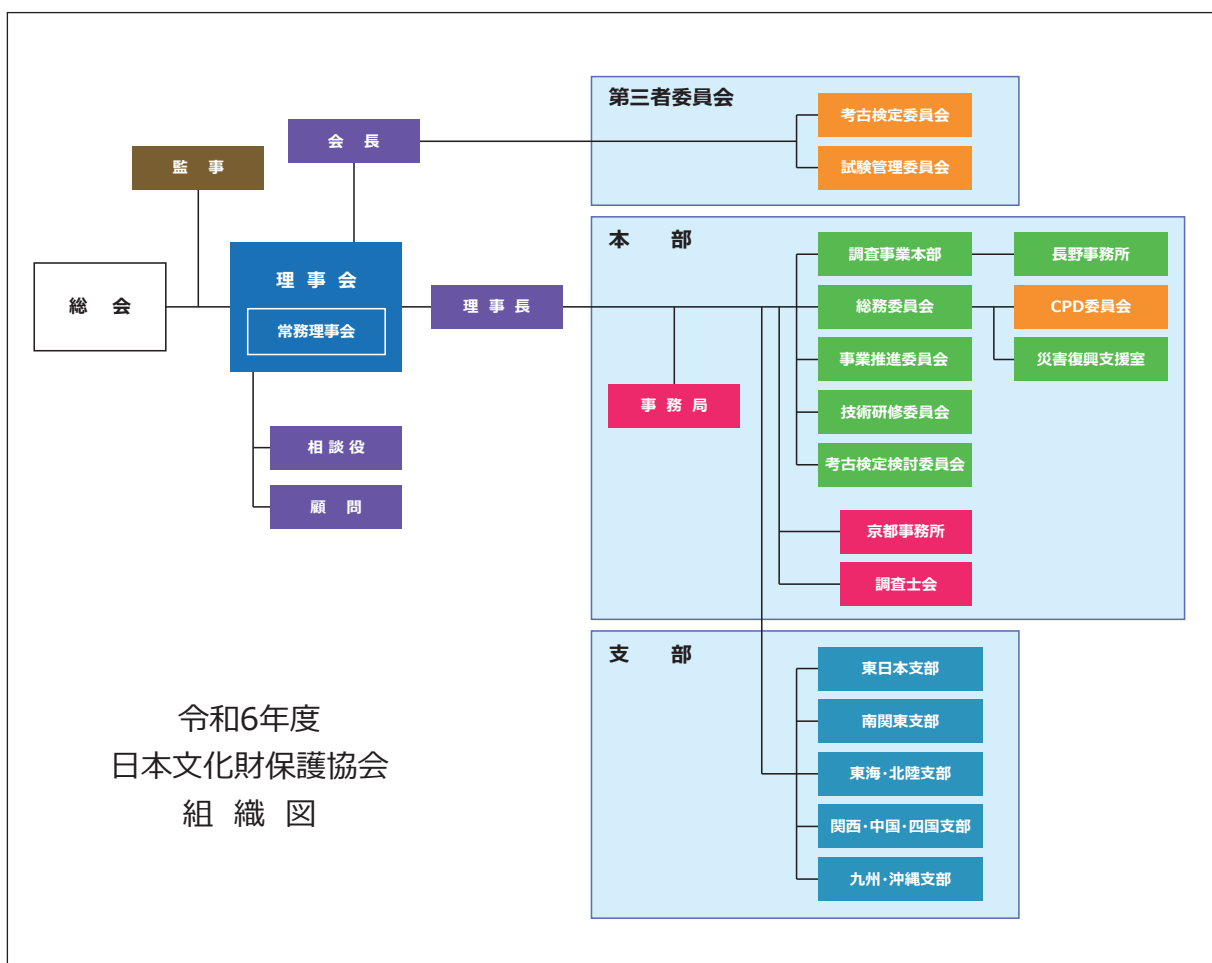 第三者委員会
考古検定委員会
試験管理委員会
会長
監事
総会
理事会
常務理事会
理事長
相談役
顧問
本部
調査事業本部
長野事務所
総務委員会
CPD委員会
事業推進委員会
災害復興支援室
事務局
技術研修委員会
考古検定検討委員会
京都事務所
調査士会
支部
東日本支部
南関東支部
東海・北陸支部
関西・中国・四国支部
九州・沖縄支部
令和6年度
日本文化財保護協会
組織図